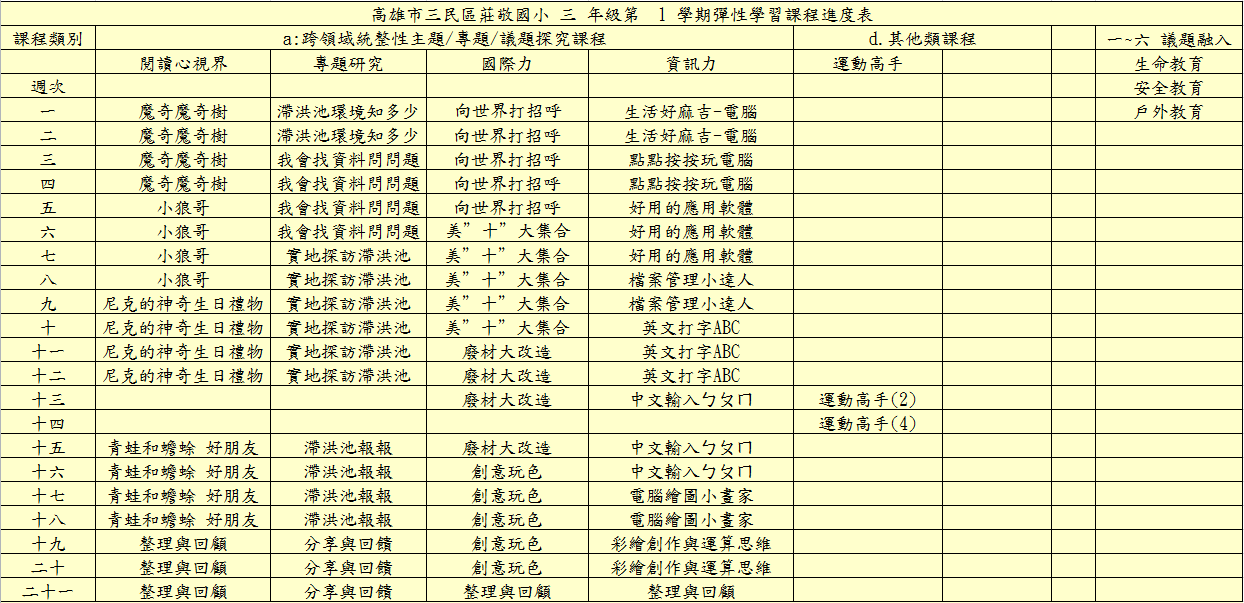 高雄市三民區莊敬國小 三 年級第 1 學期彈性學習課程進度表
課程類別 a:跨領域統整性主題/專題/議題探究課程 d.其他類課程 一~六 議題融入
閱讀心視界 專題研究 國際力 資訊力 運動高手 生命教育
週次 安全教育
一 魔奇魔奇樹 滯洪池環境知多少 向世界打招呼 生活好麻吉-電腦 戶外教育
二 魔奇魔奇樹 滯洪池環境知多少 向世界打招呼 生活好麻吉-電腦
三 魔奇魔奇樹 我會找資料問問題 向世界打招呼 點點按按玩電腦
四 魔奇魔奇樹 我會找資料問問題 向世界打招呼 點點按按玩電腦
五 小狼哥 我會找資料問問題 向世界打招呼 好用的應用軟體
六 小狼哥 我會找資料問問題 美”十”大集合 好用的應用軟體
七 小狼哥 實地探訪滯洪池 美”十”大集合 好用的應用軟體
八 小狼哥 實地探訪滯洪池 美”十”大集合 檔案管理小達人
九 尼克的神奇生日禮物 實地探訪滯洪池 美”十”大集合 檔案管理小達人
十 尼克的神奇生日禮物 實地探訪滯洪池 美”十”大集合 英文打字ABC
十一 尼克的神奇生日禮物 實地探訪滯洪池 廢材大改造 英文打字ABC
十二 尼克的神奇生日禮物 實地探訪滯洪池 廢材大改造 英文打字ABC
十三 廢材大改造 中文輸入ㄅㄆㄇ 運動高手(2)
十四 運動高手(4)
十五 青蛙和蟾蜍 好朋友 滯洪池報報 廢材大改造 中文輸入ㄅㄆㄇ
十六 青蛙和蟾蜍 好朋友 滯洪池報報 創意玩色 中文輸入ㄅㄆㄇ
十七 青蛙和蟾蜍 好朋友 滯洪池報報 創意玩色 電腦繪圖小畫家
十八 青蛙和蟾蜍 好朋友 滯洪池報報 創意玩色 電腦繪圖小畫家
十九 整理與回顧 分享與回饋 創意玩色 彩繪創作與運算思維
二十 整理與回顧 分享與回饋 創意玩色 彩繪創作與運算思維
二十一 整理與回顧 分享與回饋 整理與回顧 整理與回顧